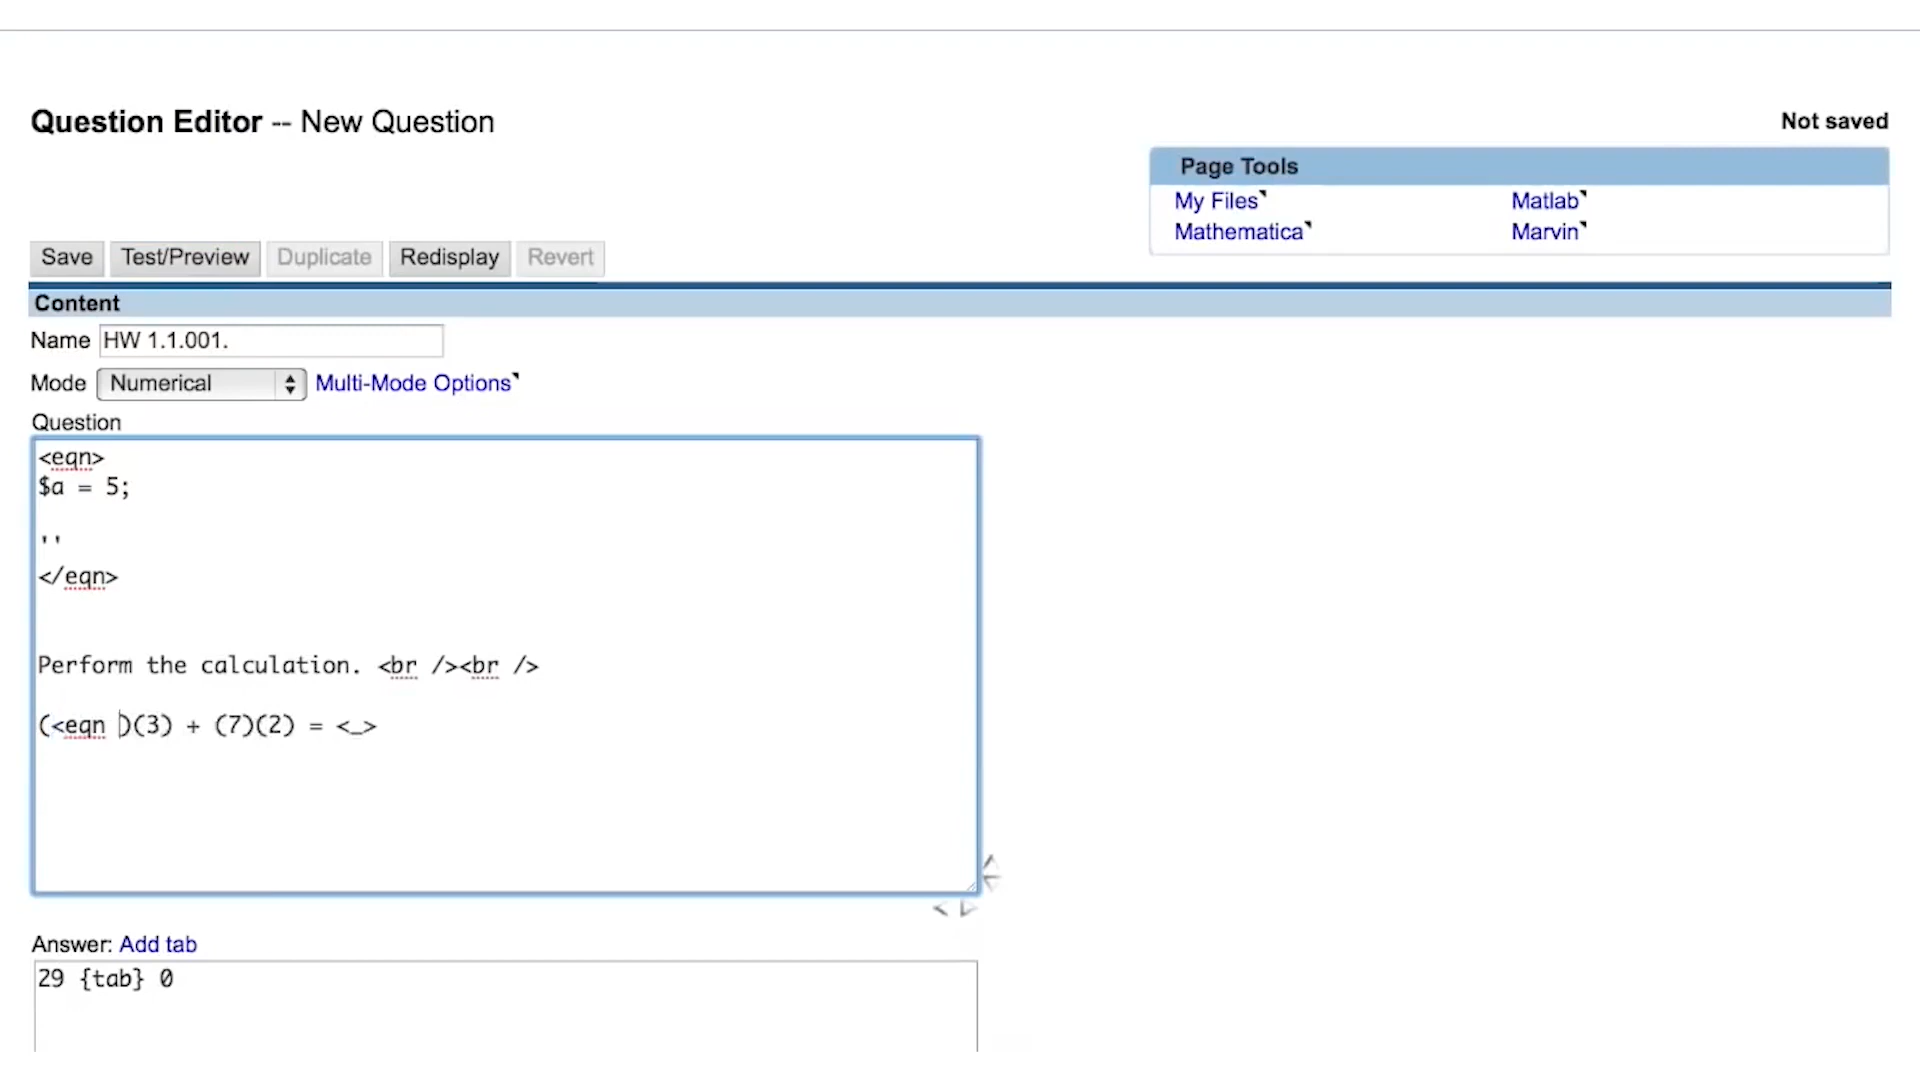 Question Editor -- New Question
Not saved
Page Tools
My Files
Matlab
Mathematica
Marvin
Save
Test/Preview
Duplicate
Redisplay
Revert
Content
Name HW 1.1.001.
Mode Numerical Multi-Mode Options
Question
<eqn>
$a = 5;
''
</eqn>
Perform the calculation. <br /><br />
(<eqn )(3) + (7)(2) = <_>
Answer: Add tab
29 {tab} 0